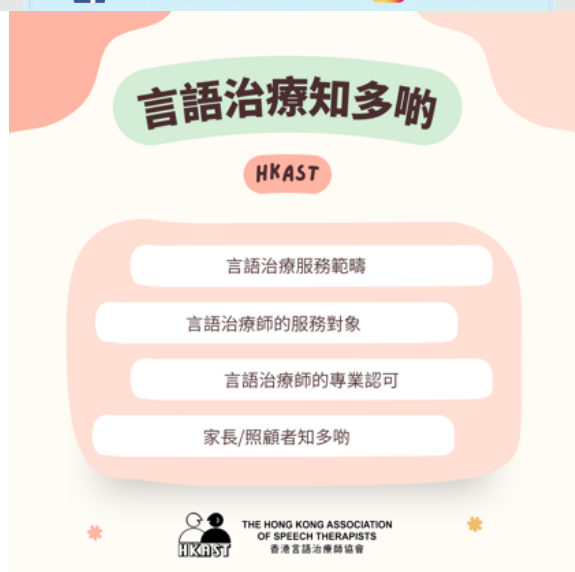 言語治療知多啲
HKAST
言語治療服務範疇
言語治療師的服務對象
言語治療師的專業認可
家長/照顧者知多啲
HKAST
THE HONG KONG ASSOCIATION
OF SPEECH THERAPISTS
香港言語治療師協會